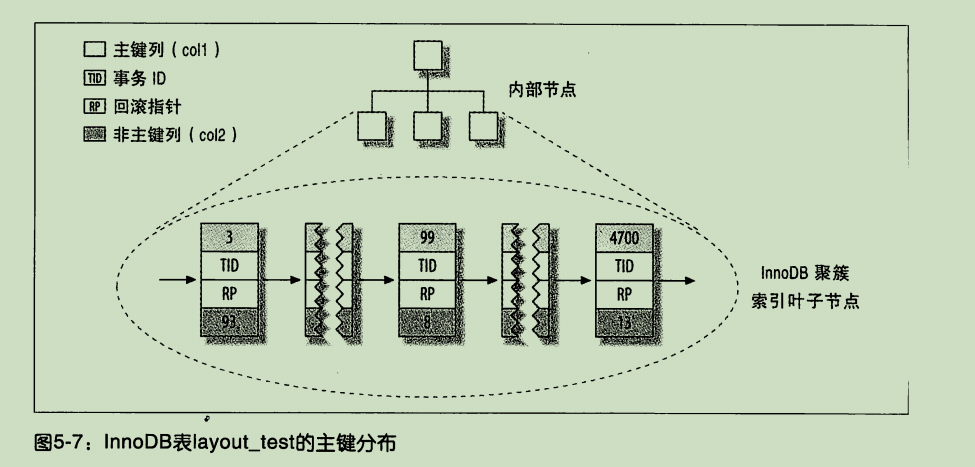 主键列（col1）
TID 事务 ID
RP 回滚指针
非主键列（col2）
内部节点
3
TID
RP
93
99
TID
RP
8
4700
TID
RP
13
InnoDB 聚簇
索引叶子节点
图5-7：InnoDB表layout_test的主键分布